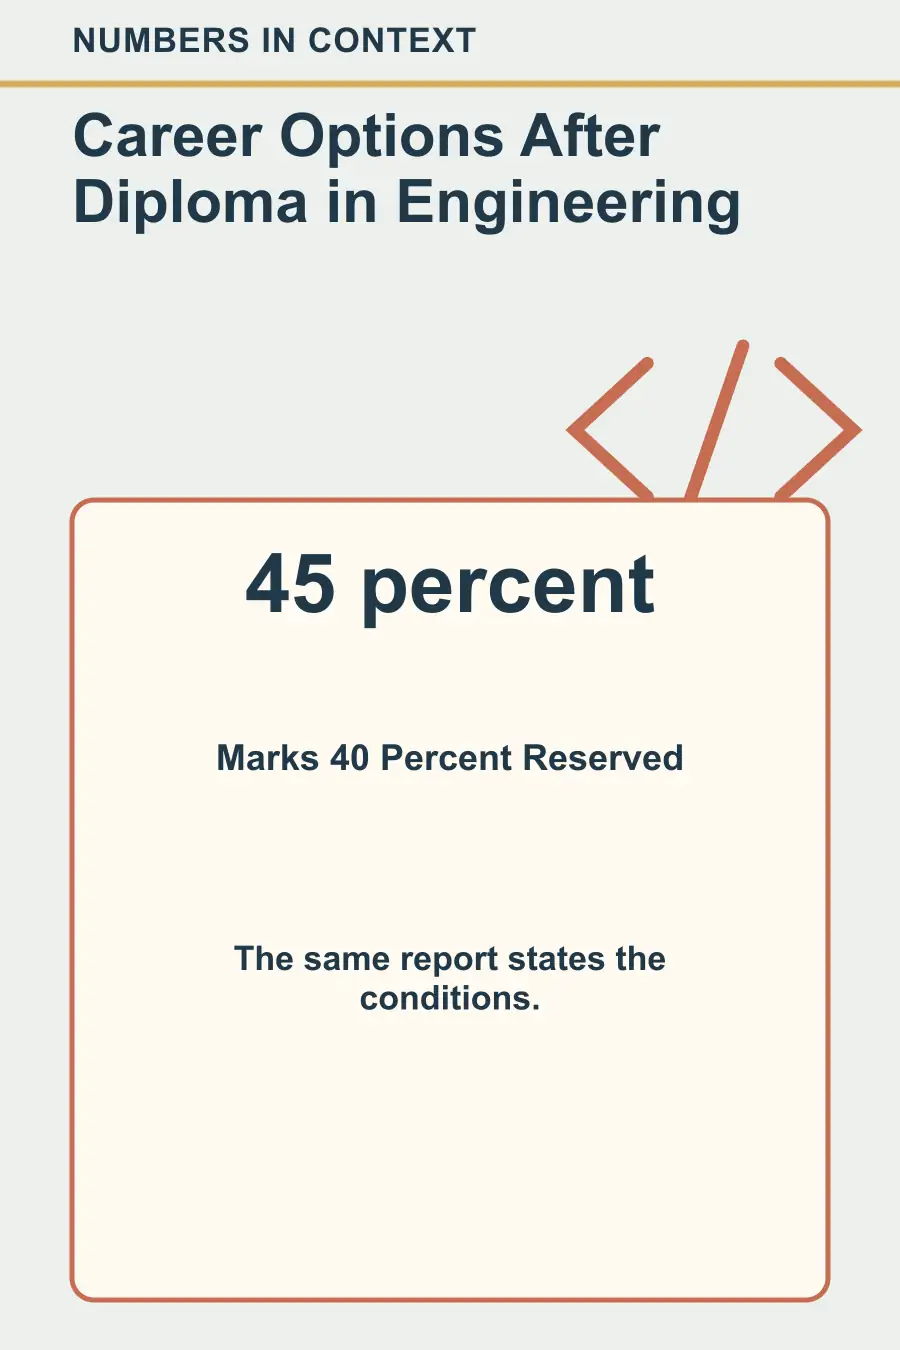 NUMBERS IN CONTEXT
Career Options After
Diploma in Engineering
45 percent
Marks 40 Percent Reserved
The same report states the
conditions.